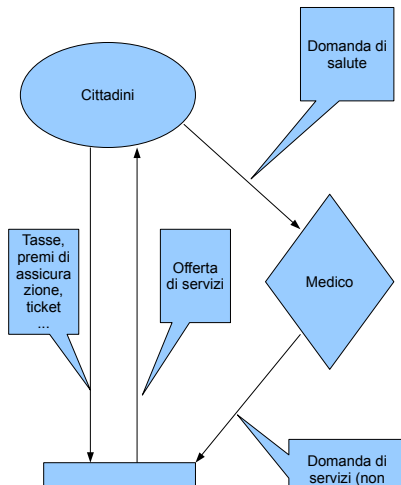 Domanda di
salute
Cittadini
Tasse,
premi di
assicura
zione,
ticket
...
Offerta
di servizi
Medico
Domanda di
servizi (non